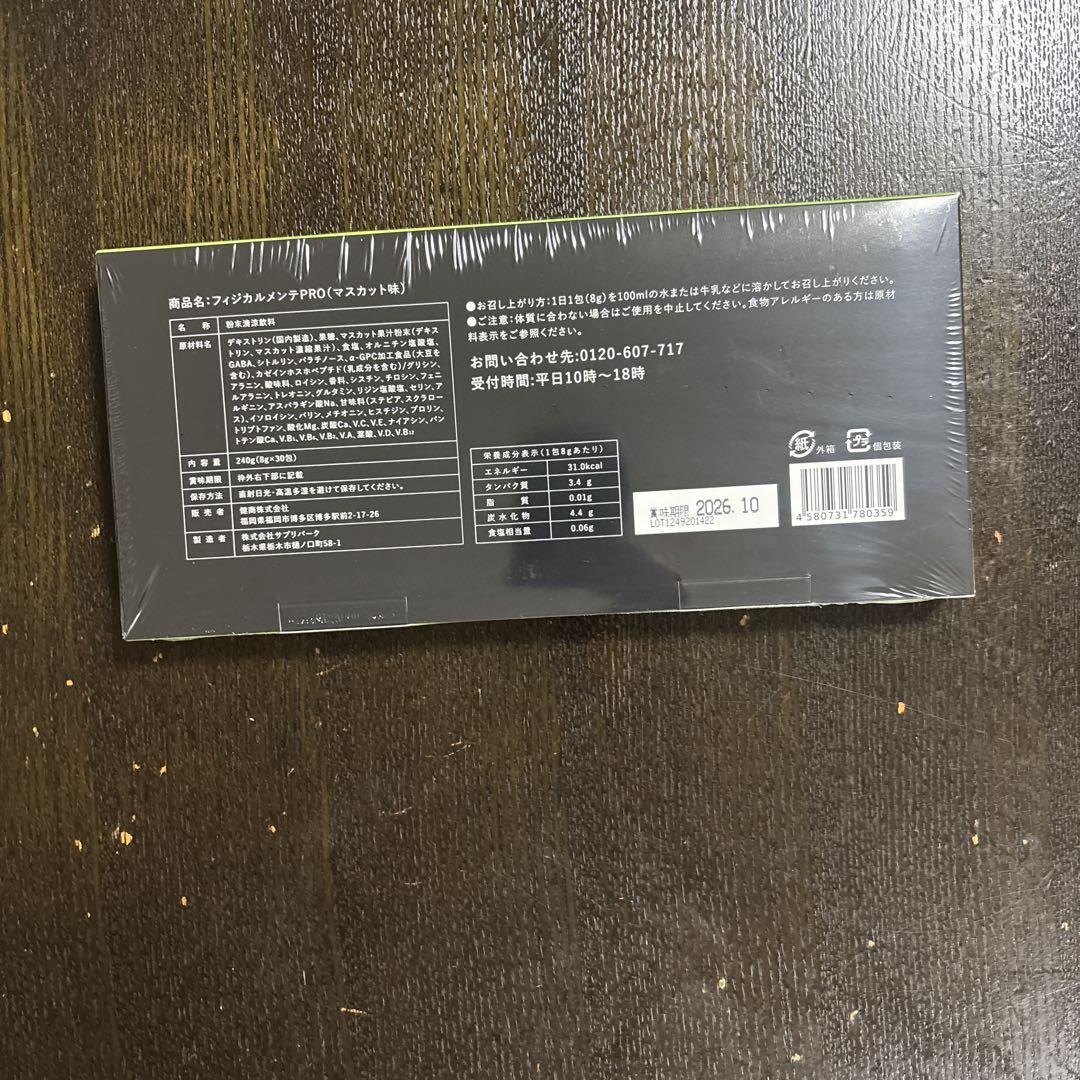 商品名:フィジカルメンテPRO(マスカット味)
名 称 粉末清涼飲料
原材料名 デキストリン(国内製造)、果糖、マスカット果汁粉末(デキス
トリン、マスカット濃縮果汁)、食塩、オルニチン塩酸塩、
GABA、シトルリン、パラチノース、α-GPC加工食品(大豆を
含む)、カゼインホスホペプチド(乳成分を含む)/グリシン、
アラニン、酸味料、ロイシン、香料、シスチン、チロシン、フェニ
ルアラニン、トレオニン、グルタミン、リジン塩酸塩、セリン、ア
ルギニン、アスパラギン酸Na、甘味料(ステビア、スクラロー
ス)、イソロイシン、バリン、メチオニン、ヒスチジン、プロリン、
トリプトファン、酸化Mg、炭酸Ca、V.C、V.E、ナイアシン、パン
トテン酸Ca、V.B₁、V.B₆、V.B₂、V.A、葉酸、V.D、V.B₁₂
内 容 量 240g(8g×30包)
賞味期限 枠外右下部に記載
保存方法 直射日光・高温多湿を避けて保存してください。
販 売 者 健商株式会社
福岡県福岡市博多区博多駅前2-17-26
製 造 者 株式会社サプリパーク
栃木県栃木市樋ノ口町58-1
●お召し上がり方:1日1包(8g)を100mlの水または牛乳などに溶かしてお召し上がりください。
●ご注意:体質に合わない場合はご使用を中止してください。食物アレルギーのある方は原材
料表示をご参照ください。
お問い合わせ先:0120-607-717
受付時間:平日10時〜18時
栄養成分表示(1包8gあたり)
エネルギー 31.0kcal
タンパク質 3.4 g
脂 質 0.01g
炭水化物 4.4 g
食塩相当量 0.06g
賞味期限 2026.10
LOT1249201422
紙 外箱 プラ 個包装
4 580731 780359